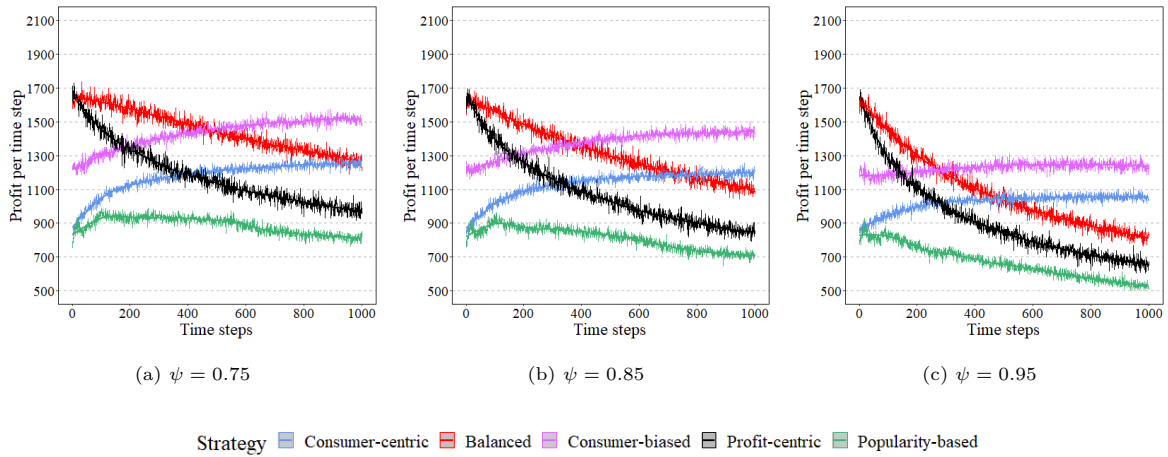 2100
1900
1700
1500
1300
1100
900
700
500
Profit per time step
0 200 400 600 800 1000
Time steps
(a) ψ = 0.75
2100
1900
1700
1500
1300
1100
900
700
500
Profit per time step
0 200 400 600 800 1000
Time steps
(b) ψ = 0.85
2100
1900
1700
1500
1300
1100
900
700
500
Profit per time step
0 200 400 600 800 1000
Time steps
(c) ψ = 0.95
Strategy Consumer-centric Balanced Consumer-biased Profit-centric Popularity-based